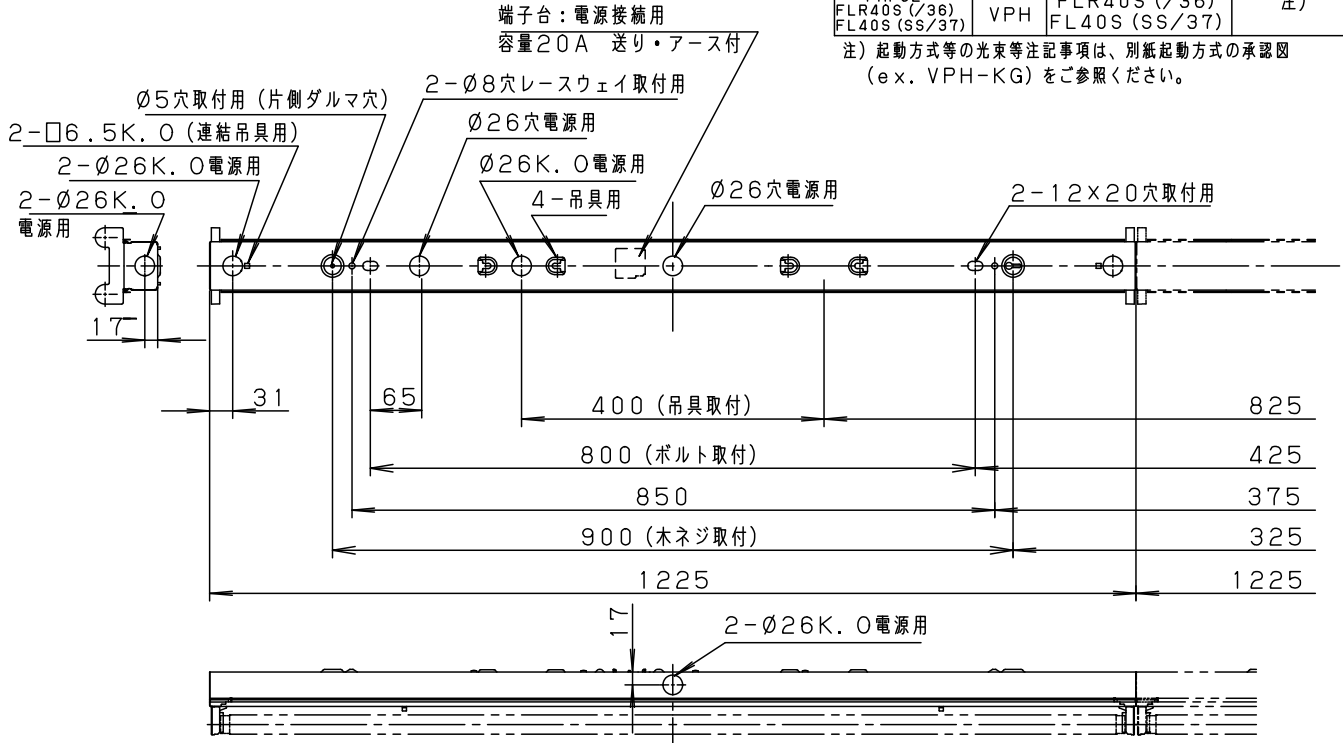 端子台：電源接続用
容量20A 送り・アース付
FLR40S(/36)
FL40S(SS/37)
VPH
FLR40S(/36)
FL40S(SS/37)
注）
注）起動方式等の光束等注記事項は、別紙起動方式の承認図
（ex. VPH-KG）をご参照ください。
2-Ø8穴レースウェイ取付用
Ø5穴取付用（片側ダルマ穴）
2-□6.5K.O（連結吊具用）
Ø26穴電源用
2-Ø26K.O電源用
Ø26K.O電源用
2-Ø26K.O
電源用
4-吊具用
Ø26穴電源用
2-12×20穴取付用
17
31
65
400（吊具取付）
825
800（ボルト取付）
425
850
375
900（木ネジ取付）
325
1225
1225
17
2-Ø26K.O電源用